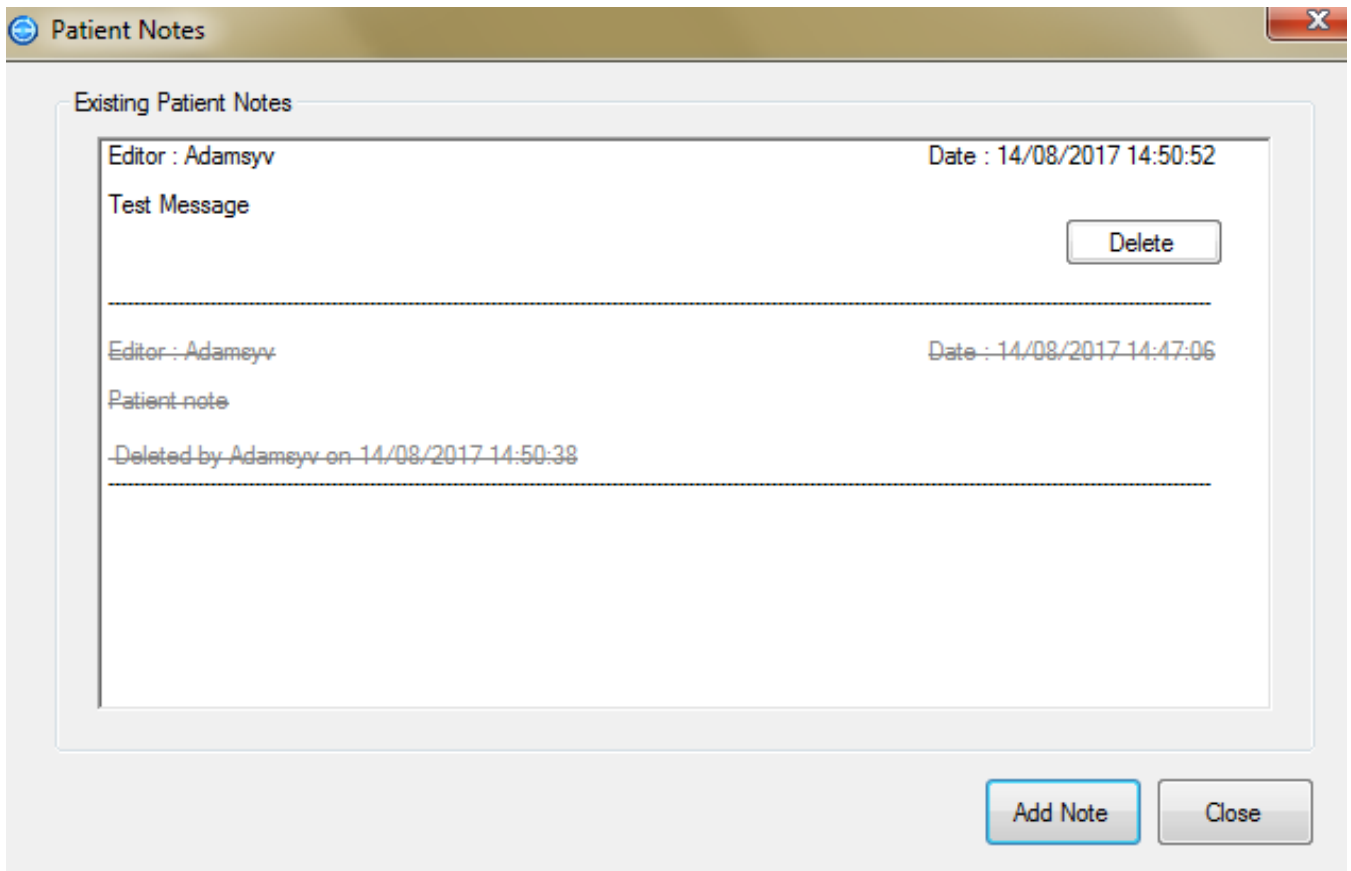 Patient Notes
X
Existing Patient Notes
Editor : Adamsyv Date : 14/08/2017 14:50:52
Test Message
Delete
Editor : Adamsyv Date : 14/08/2017 14:47:06
Patient note
Deleted by Adamsyv on 14/08/2017 14:50:38
Add Note Close